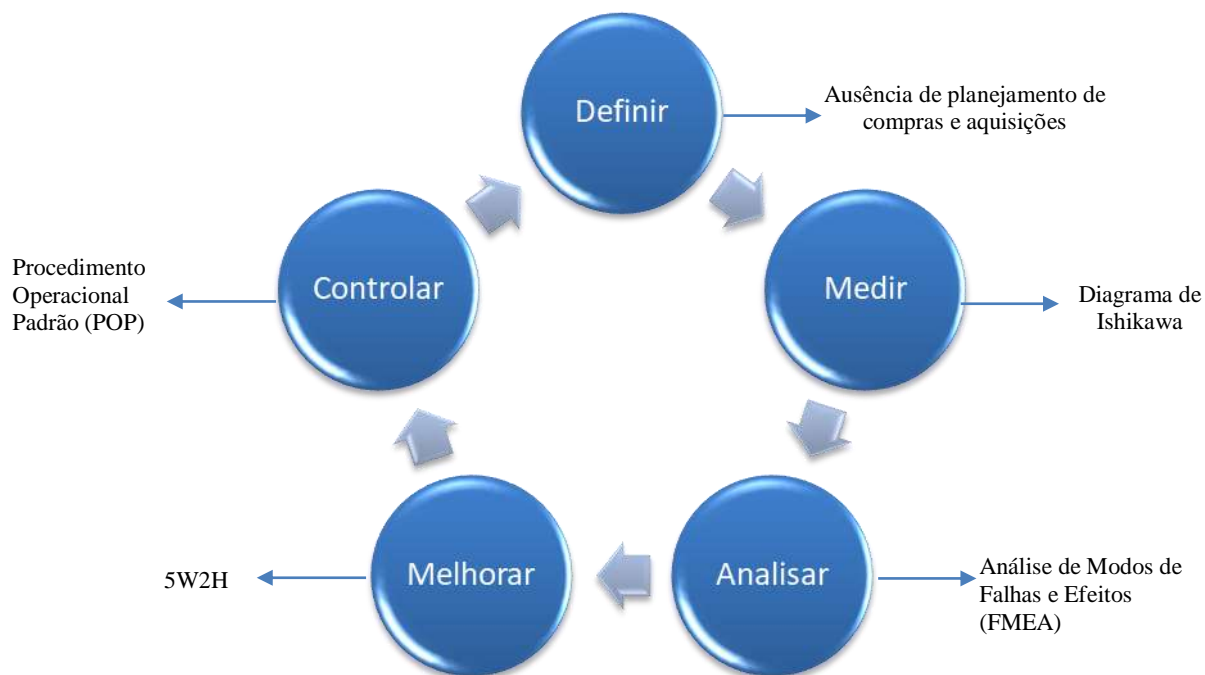 Definir
Ausência de planejamento de
compras e aquisições
Medir
Diagrama de
Ishikawa
Analisar
Análise de Modos de
Falhas e Efeitos
(FMEA)
Melhorar
5W2H
Controlar
Procedimento
Operacional
Padrão (POP)